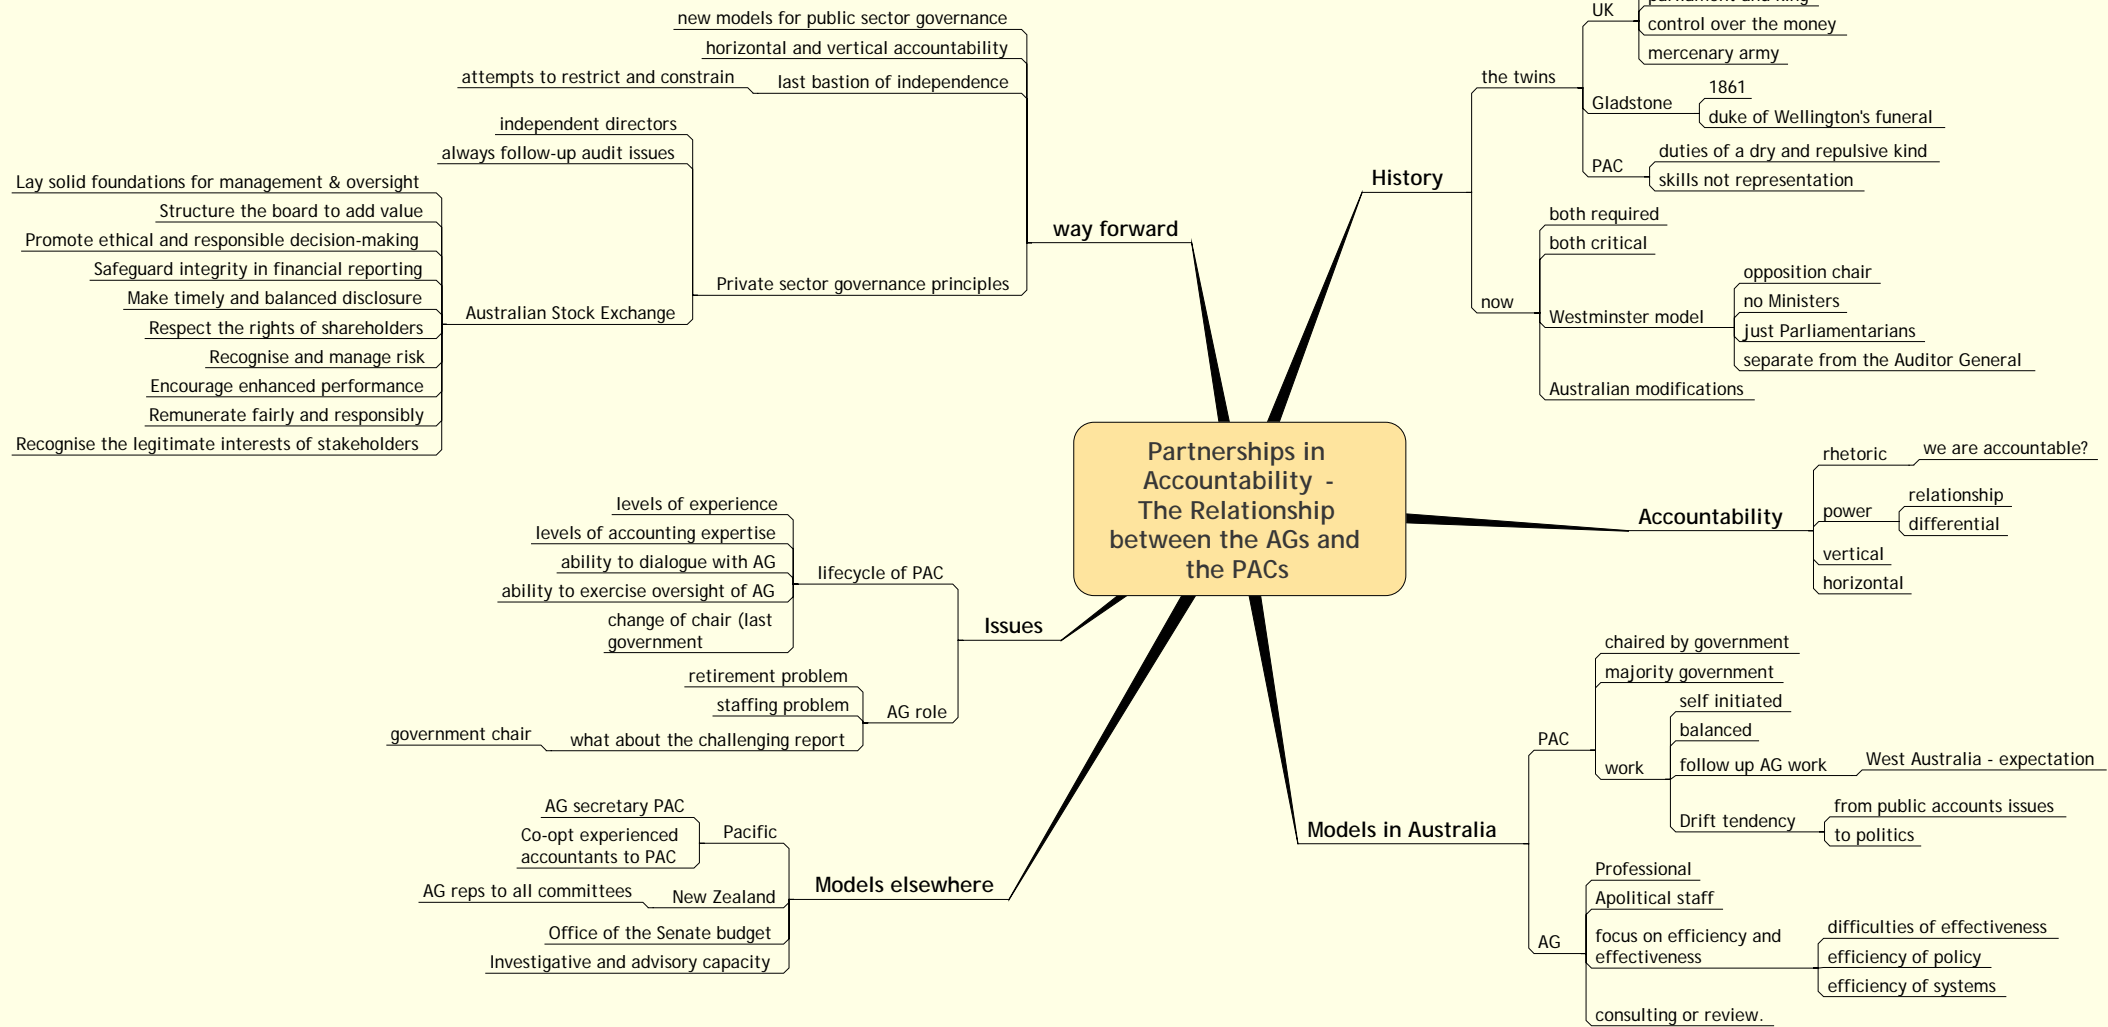 Partnerships in
Accountability -
The Relationship
between the AGs and
the PACs
History
the twins
UK
control over the money
mercenary army
Gladstone
1861
duke of Wellington's funeral
PAC
duties of a dry and repulsive kind
skills not representation
now
both required
both critical
Westminster model
opposition chair
no Ministers
just Parliamentarians
separate from the Auditor General
Australian modifications
Accountability
rhetoric
we are accountable?
power
relationship
differential
vertical
horizontal
Models in Australia
PAC
chaired by government
majority government
work
self initiated
balanced
follow up AG work
West Australia - expectation
Drift tendency
from public accounts issues
to politics
AG
Professional
Apolitical staff
focus on efficiency and
effectiveness
difficulties of effectiveness
efficiency of policy
efficiency of systems
consulting or review.
way forward
new models for public sector governance
horizontal and vertical accountability
last bastion of independence
attempts to restrict and constrain
Private sector governance principles
independent directors
always follow-up audit issues
Australian Stock Exchange
Lay solid foundations for management & oversight
Structure the board to add value
Promote ethical and responsible decision-making
Safeguard integrity in financial reporting
Make timely and balanced disclosure
Respect the rights of shareholders
Recognise and manage risk
Encourage enhanced performance
Remunerate fairly and responsibly
Recognise the legitimate interests of stakeholders
Issues
lifecycle of PAC
levels of experience
levels of accounting expertise
ability to dialogue with AG
ability to exercise oversight of AG
change of chair (last
government
AG role
retirement problem
staffing problem
what about the challenging report
government chair
Models elsewhere
Pacific
AG secretary PAC
Co-opt experienced
accountants to PAC
New Zealand
AG reps to all committees
Office of the Senate budget
Investigative and advisory capacity